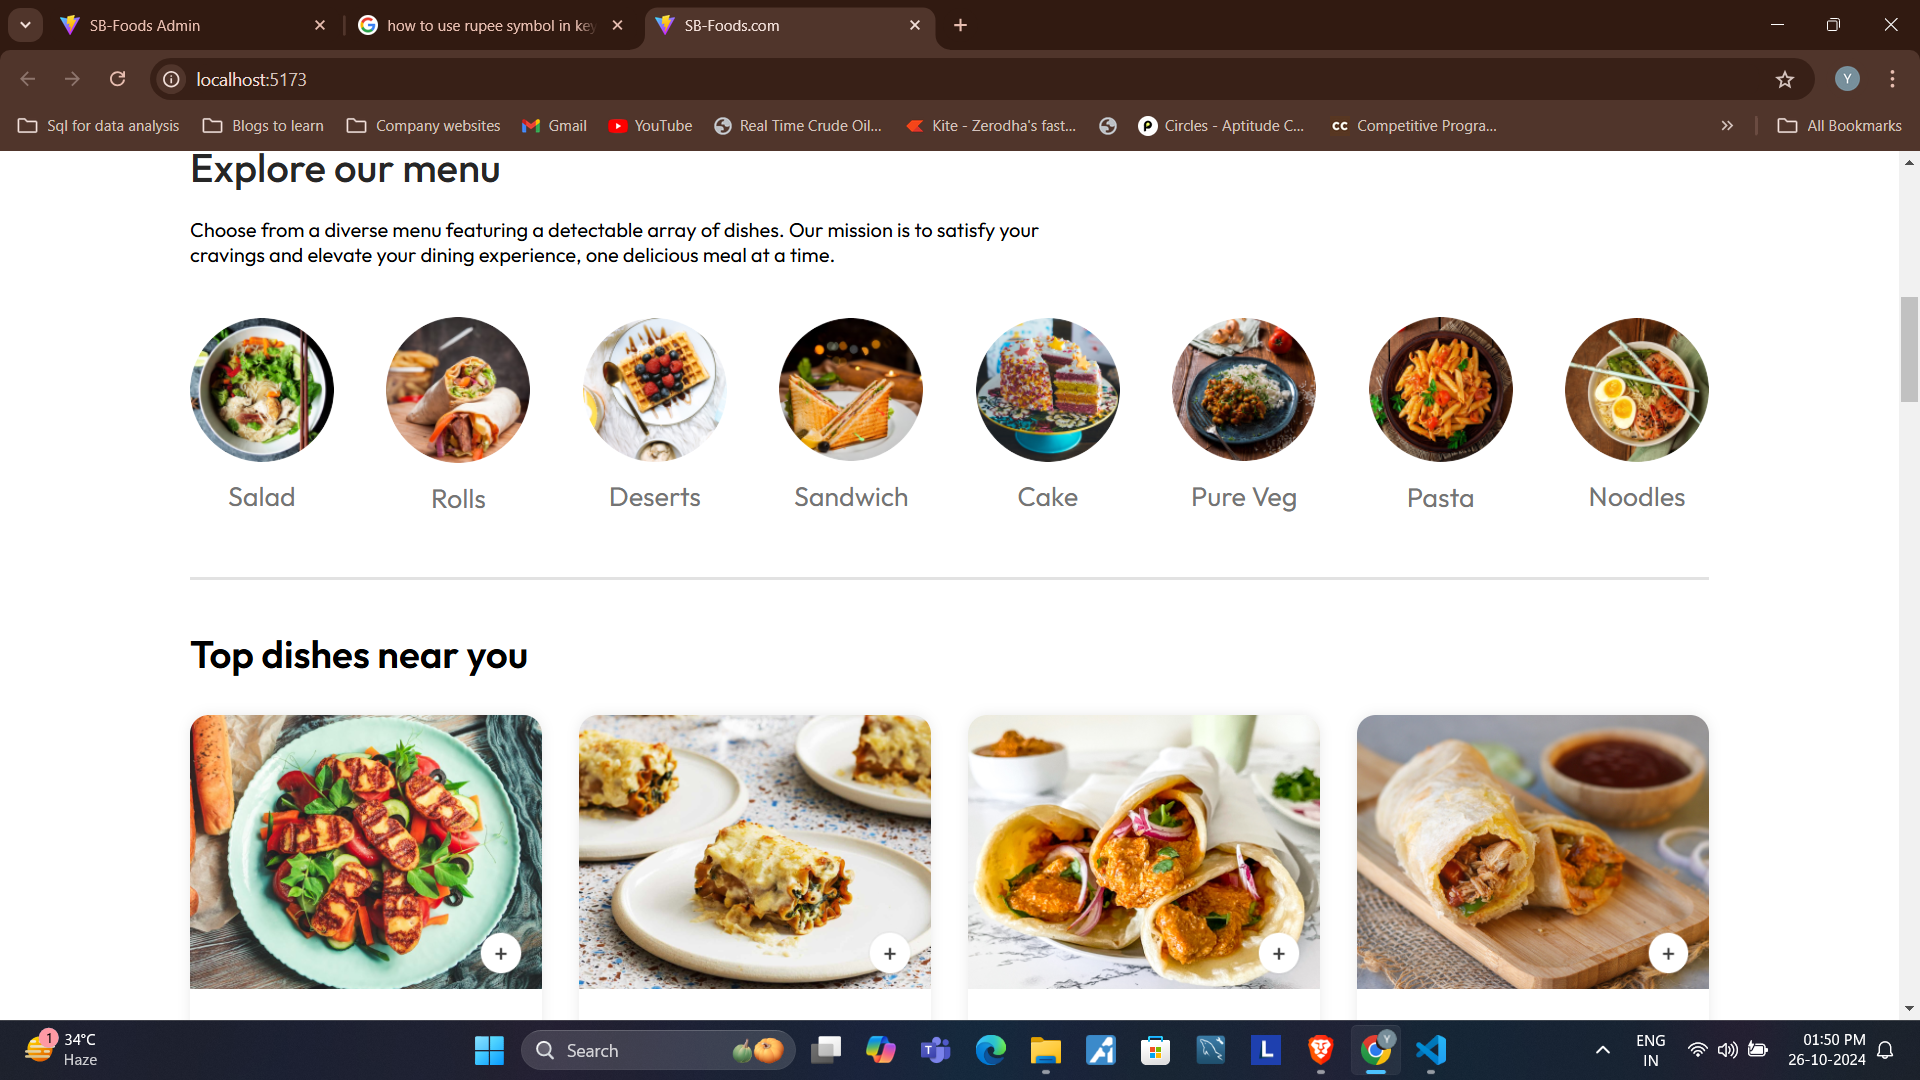 SB-Foods Admin
how to use rupee symbol in key
SB-Foods.com
localhost:5173
Y
Sql for data analysis
Blogs to learn
Company websites
Gmail
YouTube
Real Time Crude Oil...
Kite - Zerodha's fast...
Circles - Aptitude C...
CC Competitive Progra...
All Bookmarks
Explore our menu
Choose from a diverse menu featuring a detectable array of dishes. Our mission is to satisfy your
cravings and elevate your dining experience, one delicious meal at a time.
Salad
Rolls
Deserts
Sandwich
Cake
Pure Veg
Pasta
Noodles
Top dishes near you
+
+
+
+
1
34°C
Haze
Search
T
L
Y
ENG
IN
01:50 PM
26-10-2024